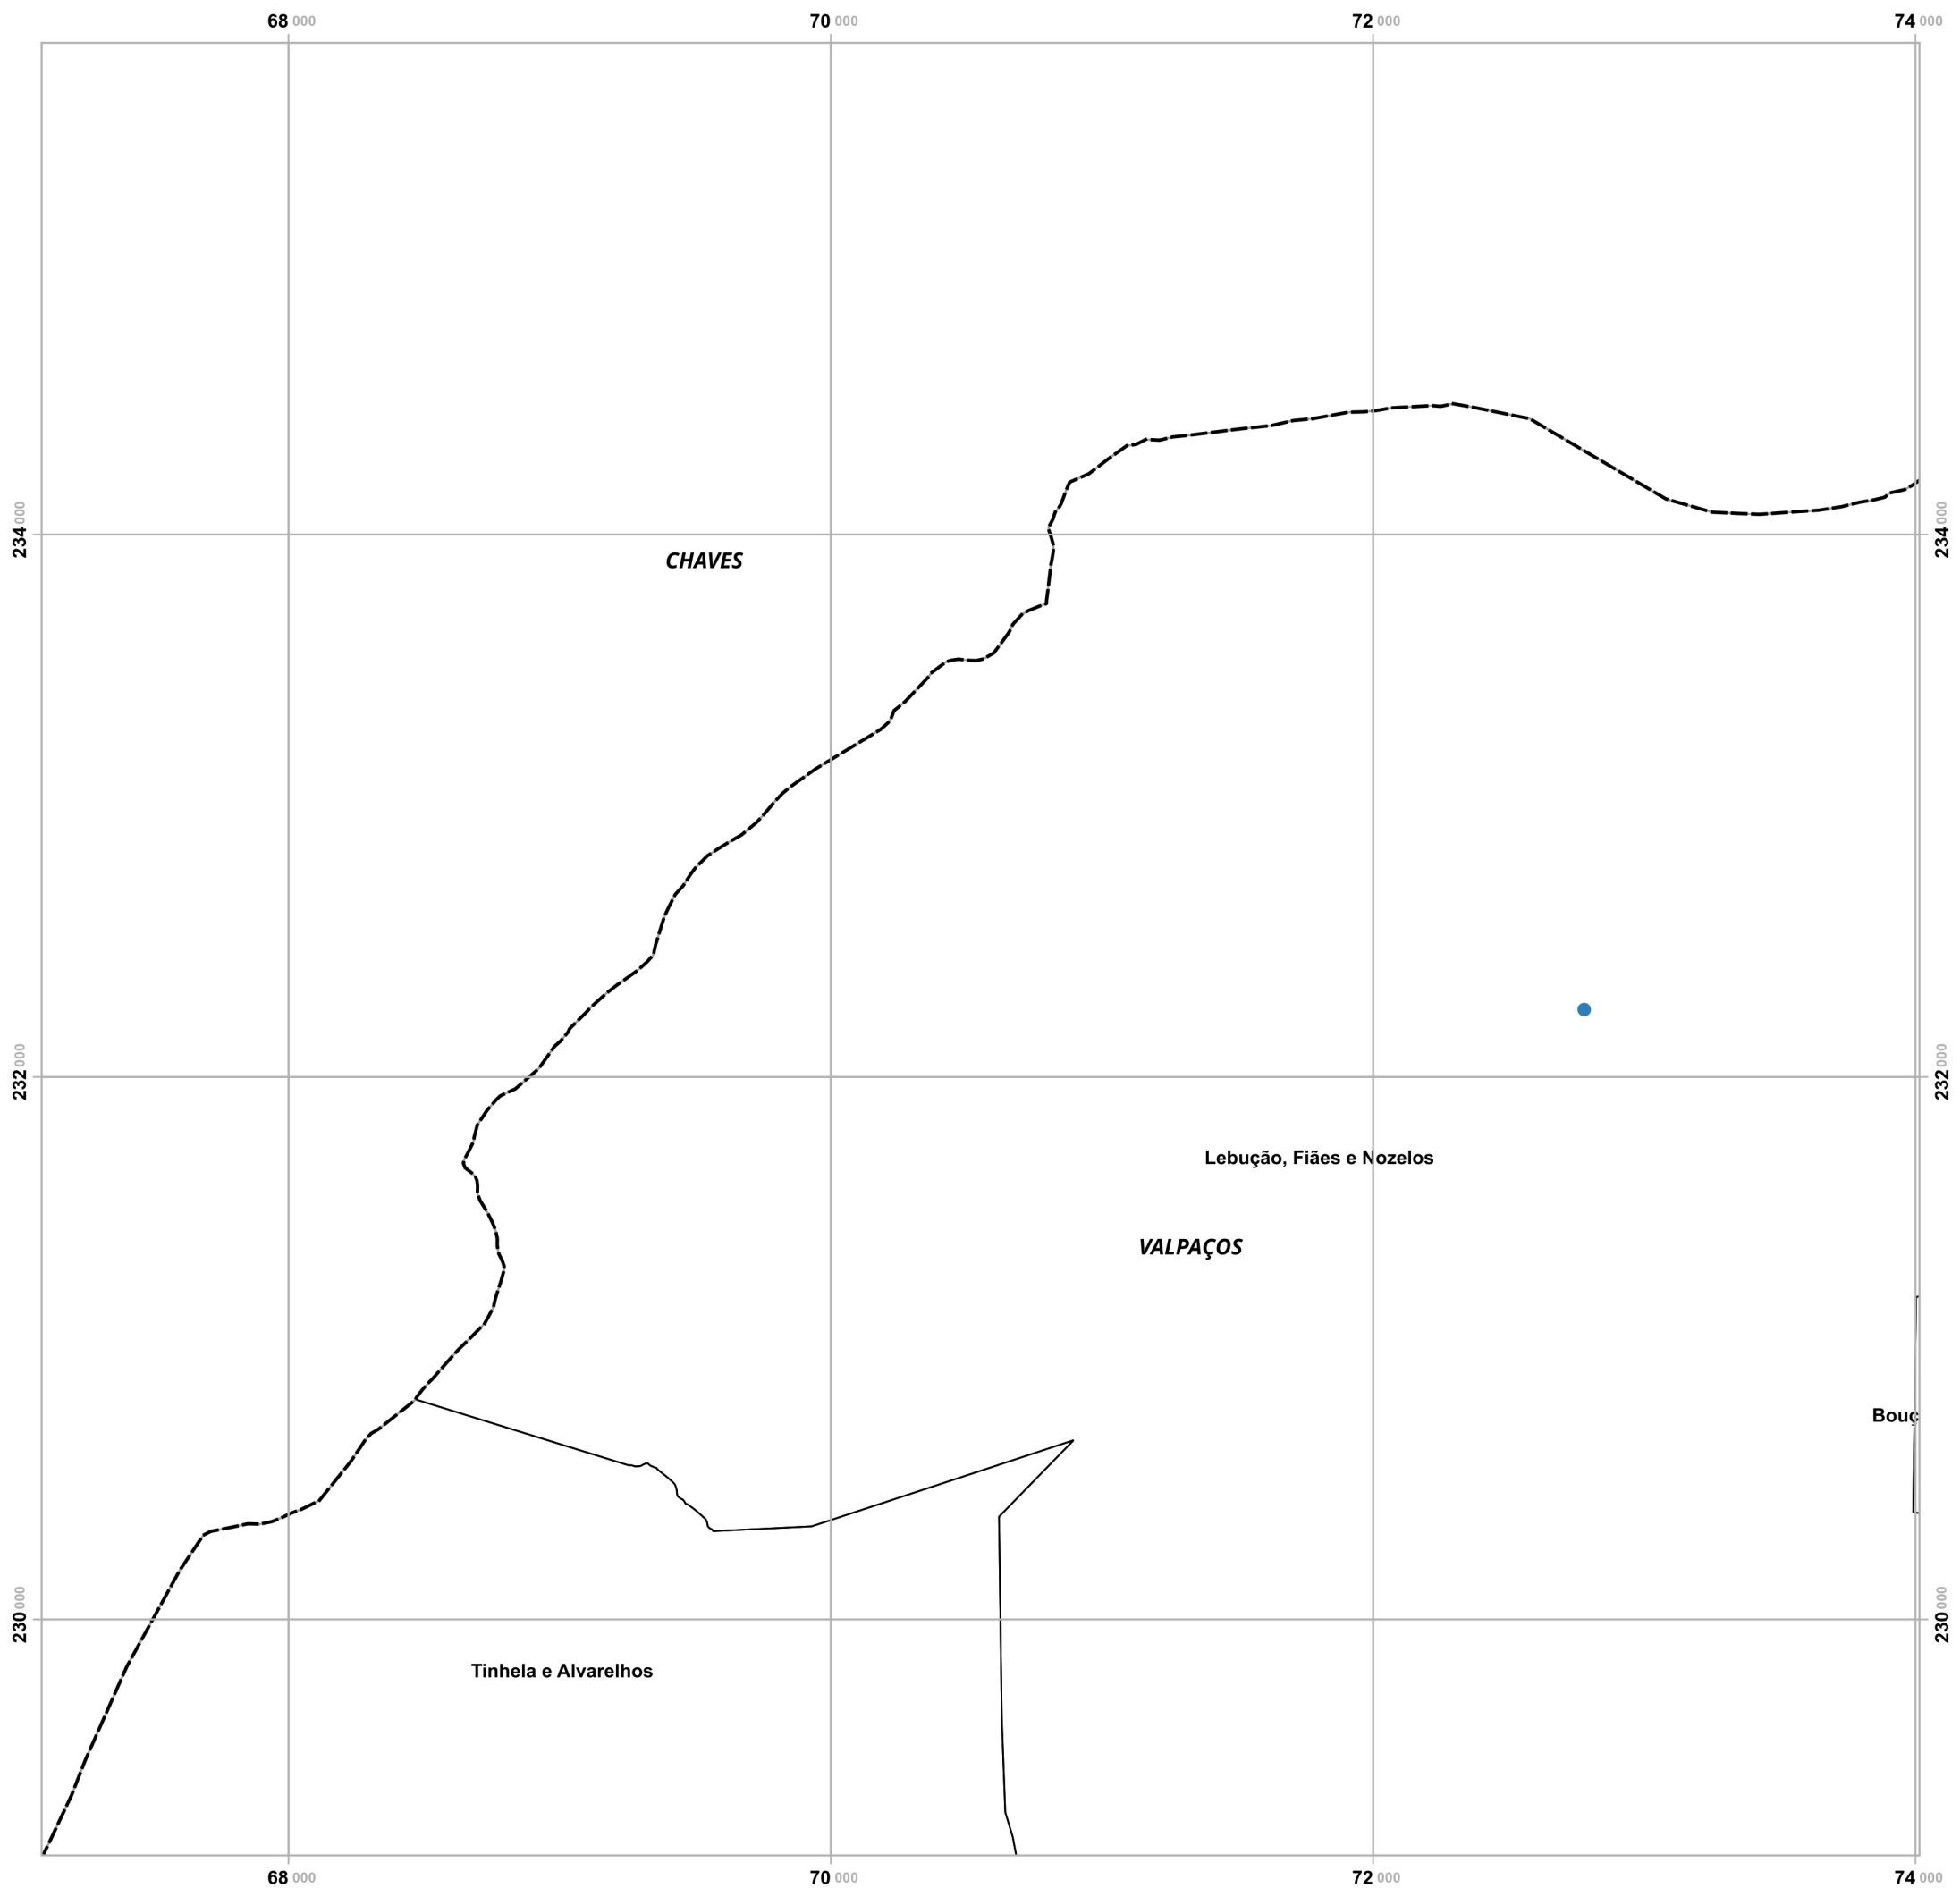 68 000 70 000 72 000 74 000
234 000 234 000
CHAVES
232 000 232 000
Lebução, Fiães e Nozelos
VALPAÇOS
Bouç
230 000 230 000
Tinhela e Alvarelhos
68 000 70 000 72 000 74 000